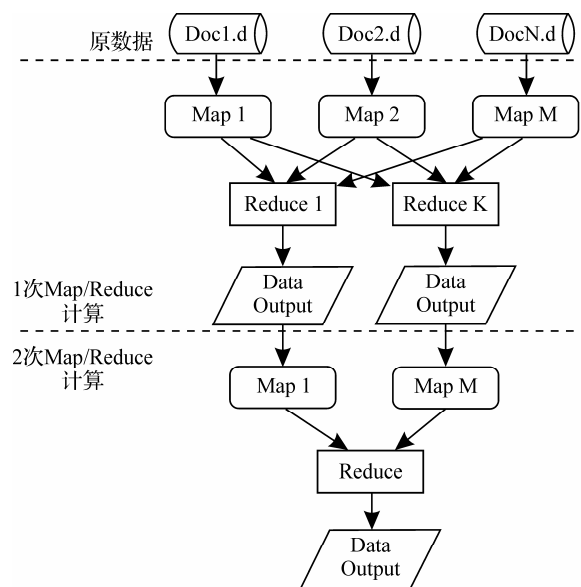 Doc1.d Doc2.d DocN.d
原数据
Map 1 Map 2 Map M
Reduce 1 Reduce K
Data Output Data Output
1次Map/Reduce
计算
2次Map/Reduce
计算
Map 1 Map M
Reduce
Data
Output